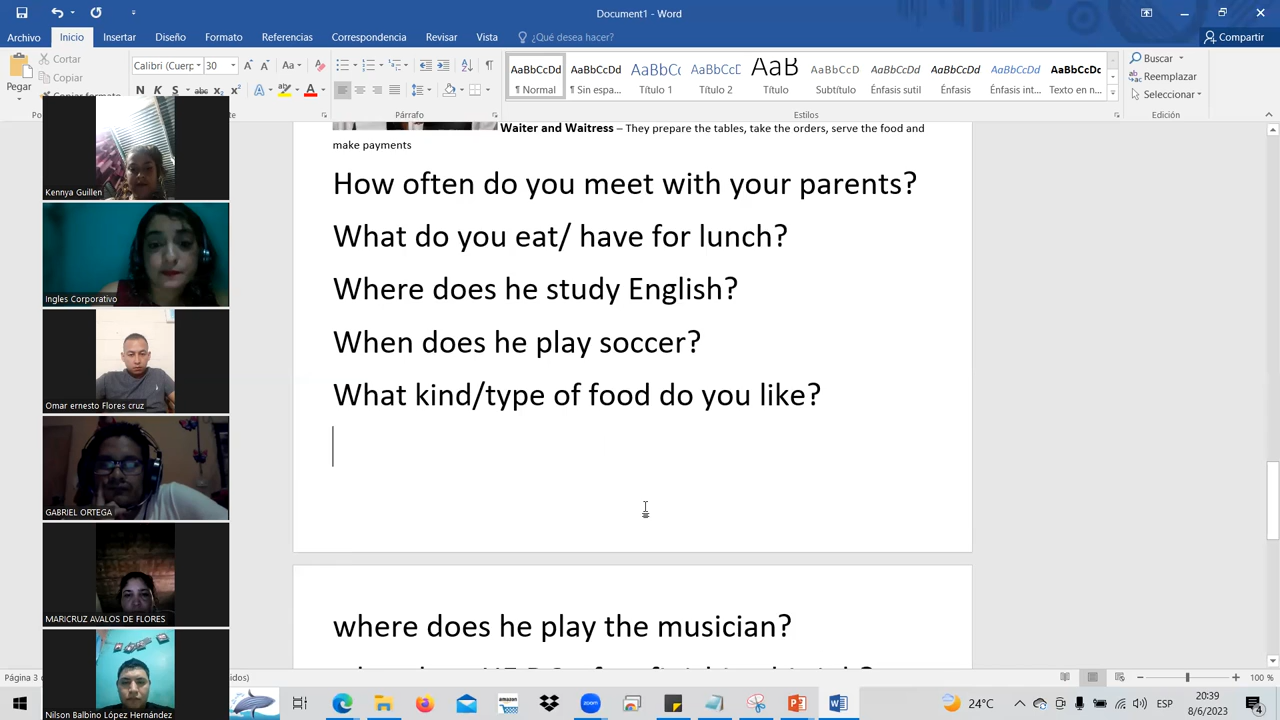 Document1 - Word
Archivo Inicio Insertar Diseño Formato Referencias Correspondencia Revisar Vista ¿Qué desea hacer? Compartir
Cortar
Copiar
Pegar
Calibri (Cuerp 30
N K S abc
Párrafo
AaBbCcDd AaBbCcDd AaBbC AaBbCcD AaB AaBbCcD AaBbCcDd AaBbCcDd AaBbCcDd AaBbCcDc
¶ Normal ¶ Sin espa... Título 1 Título 2 Título Subtítulo Énfasis sutil Énfasis Énfasis int... Texto en n...
Estilos
Buscar
Reemplazar
Seleccionar
Edición
Waiter and Waitress – They prepare the tables, take the orders, serve the food and
make payments
How often do you meet with your parents?
What do you eat/ have for lunch?
Where does he study English?
When does he play soccer?
What kind/type of food do you like?
where does he play the musician?
Kennya Guillen
Ingles Corporativo
Omar ernesto Flores cruz
GABRIEL ORTEGA
MARICRUZ AVALOS DE FLORES
Nilson Balbino López Hernández
Página 3 d
100 %
amazon
zoom
24°C
ESP
20:53
8/6/2023
4